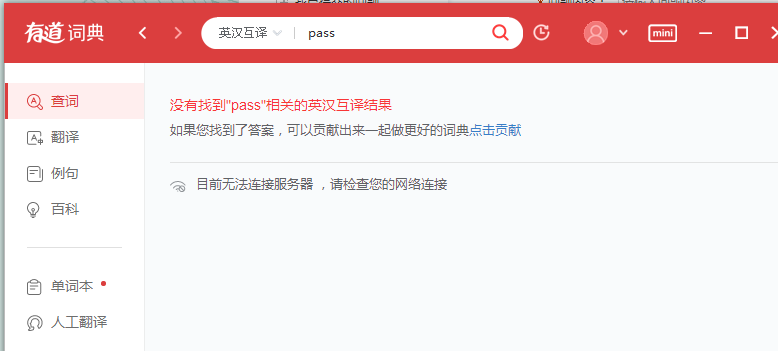 有道 词典
英汉互译
pass
mini
查词
翻译
例句
百科
单词本
人工翻译
没有找到"pass"相关的英汉互译结果
如果您找到了答案，可以贡献出来一起做更好的词典点击贡献
目前无法连接服务器 ，请检查您的网络连接